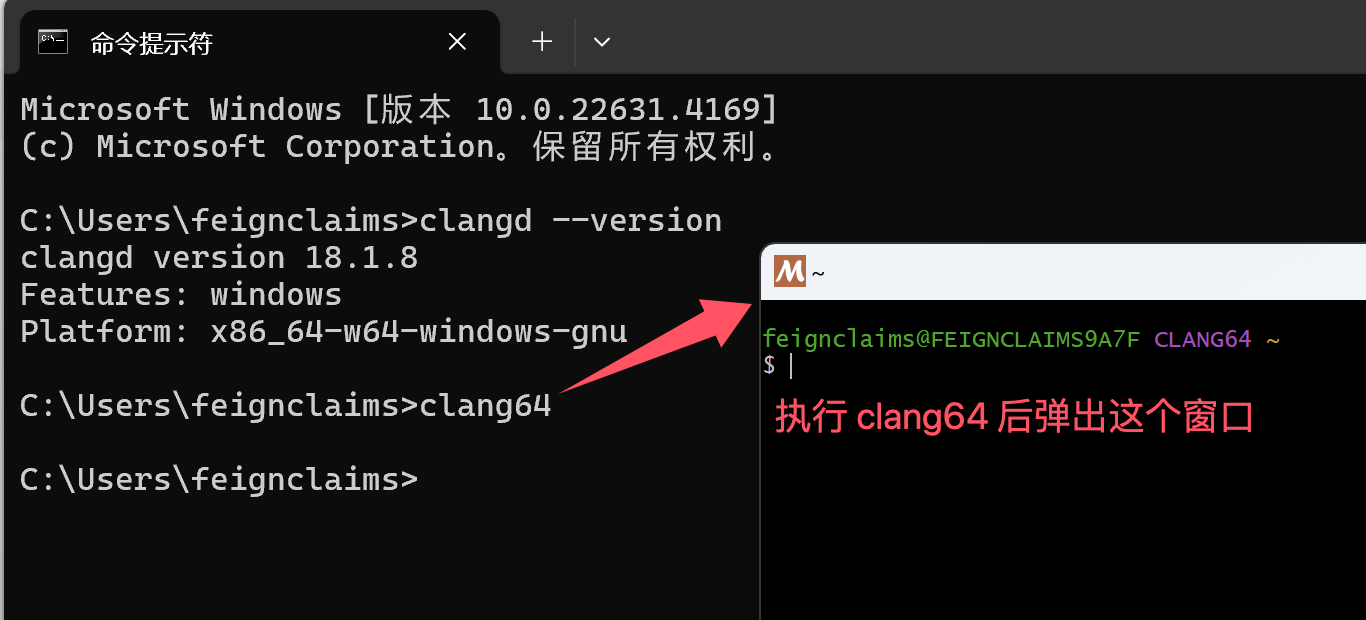 命令提示符
Microsoft Windows [版本 10.0.22631.4169]
(c) Microsoft Corporation。保留所有权利。
C:\Users\feignclaims>clangd --version
clangd version 18.1.8
Features: windows
Platform: x86_64-w64-windows-gnu
C:\Users\feignclaims>clang64
C:\Users\feignclaims>
M ~
feignclaims@FEIGNCLAIMS9A7F CLANG64 ~
$
执行 clang64 后弹出这个窗口